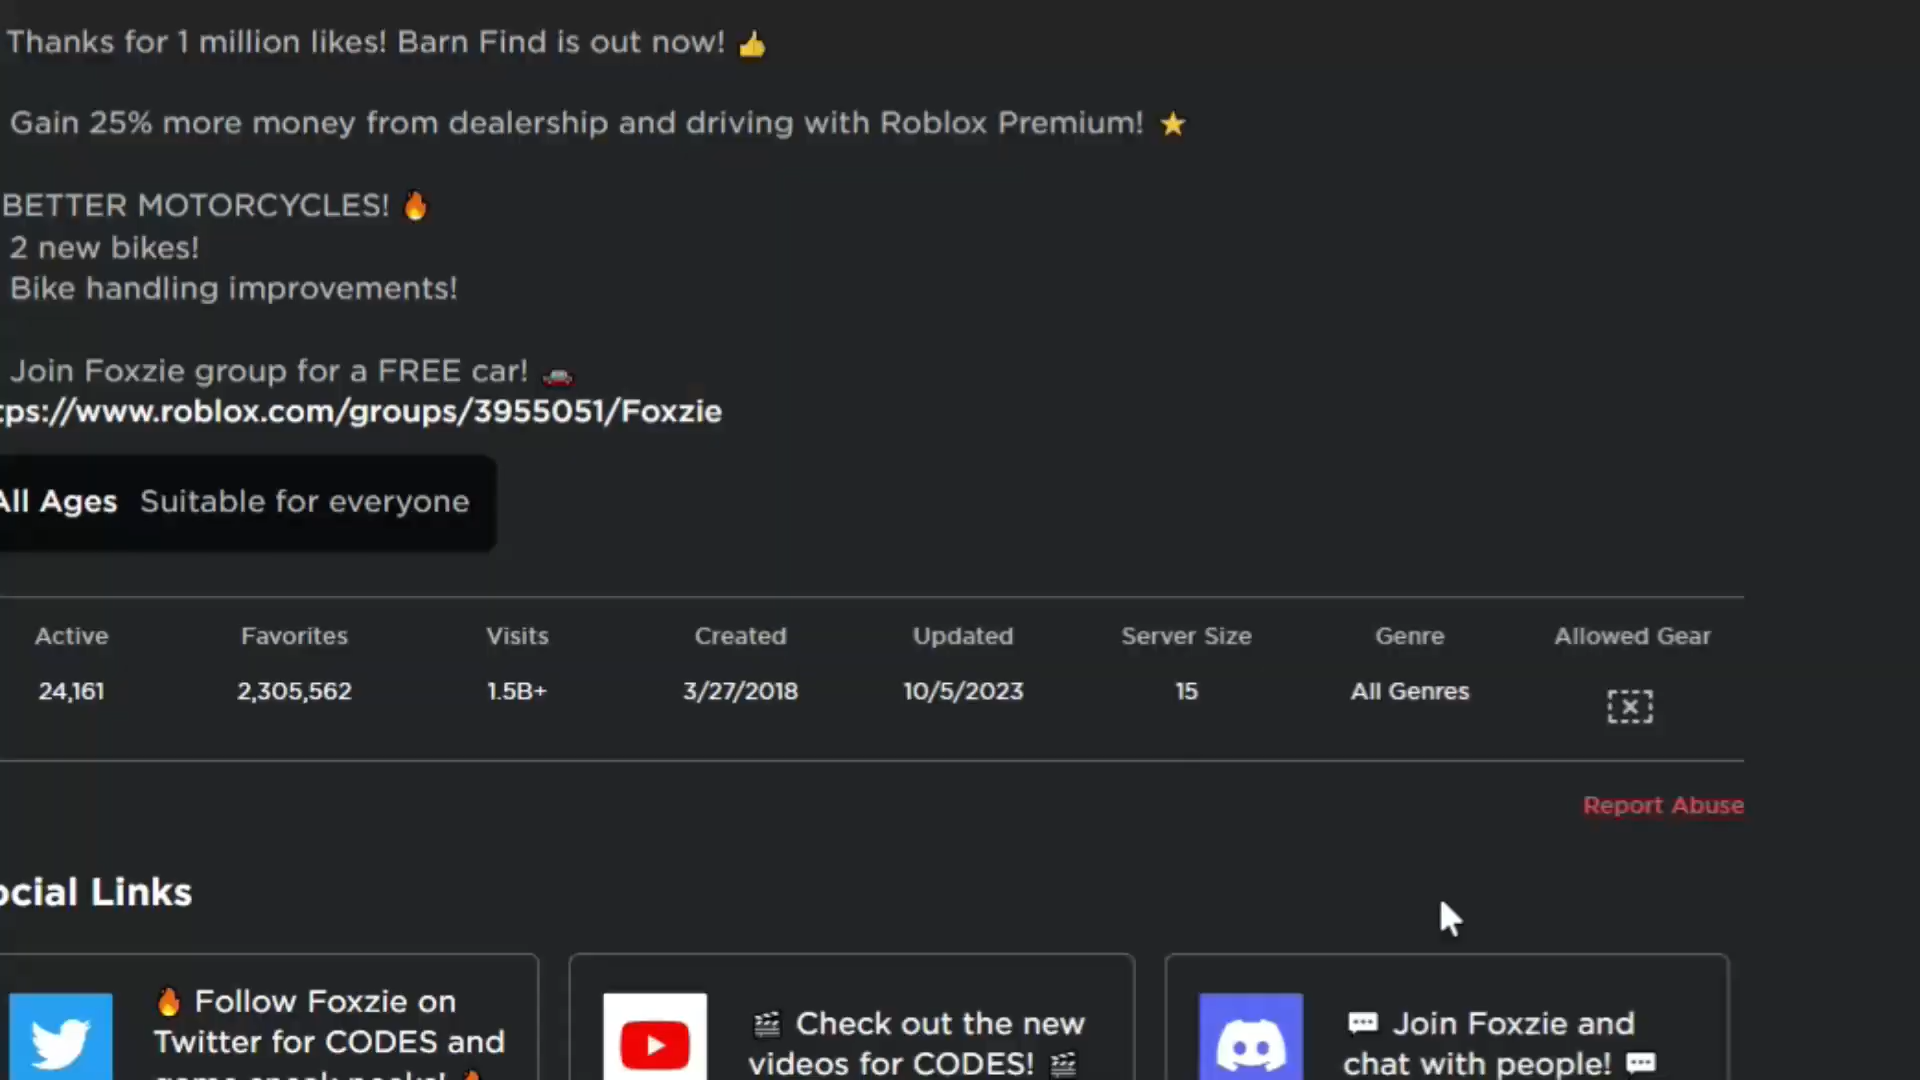 Thanks for 1 million likes! Barn Find is out now! 👍
Gain 25% more money from dealership and driving with Roblox Premium! ⭐
BETTER MOTORCYCLES! 🔥
2 new bikes!
Bike handling improvements!
Join Foxzie group for a FREE car! 🚗
tps://www.roblox.com/groups/3955051/Foxzie
All Ages Suitable for everyone
Active Favorites Visits Created Updated Server Size Genre Allowed Gear
24,161 2,305,562 1.5B+ 3/27/2018 10/5/2023 15 All Genres
Report Abuse
ocial Links
🔥 Follow Foxzie on
Twitter for CODES and
🎬 Check out the new
videos for CODES! 🎬
💬 Join Foxzie and
chat with people! 💬